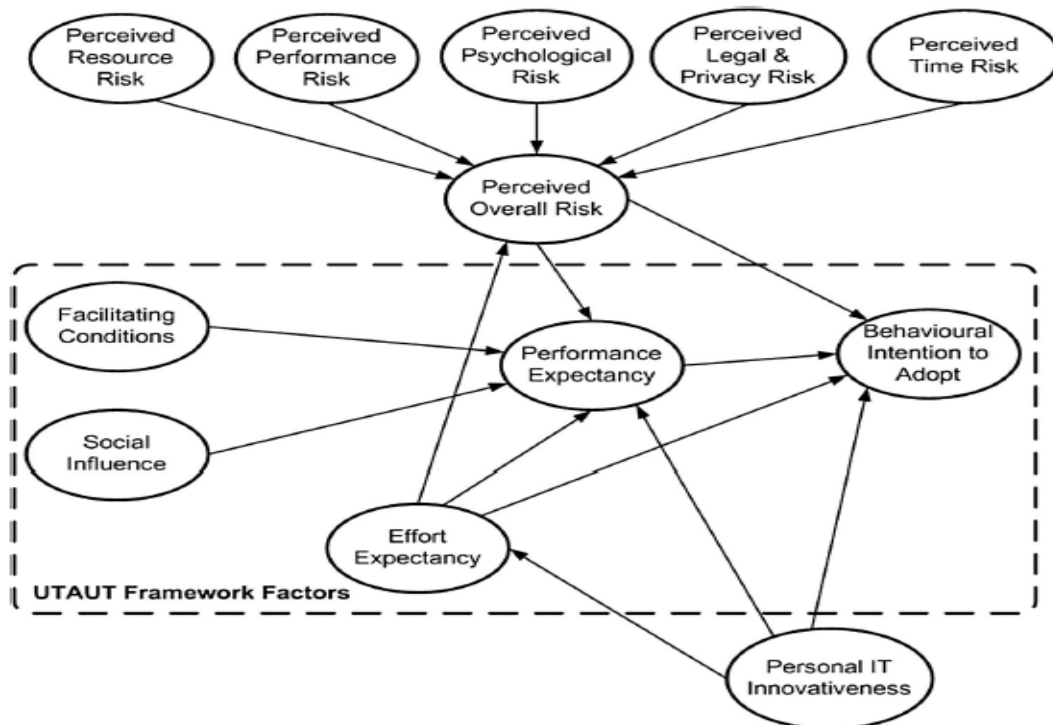 Perceived
Resource
Risk
Perceived
Performance
Risk
Perceived
Psychological
Risk
Perceived
Legal &
Privacy Risk
Perceived
Time Risk
Perceived
Overall Risk
Facilitating
Conditions
Performance
Expectancy
Behavioural
Intention to
Adopt
Social
Influence
Effort
Expectancy
UTAUT Framework Factors
Personal IT
Innovativeness